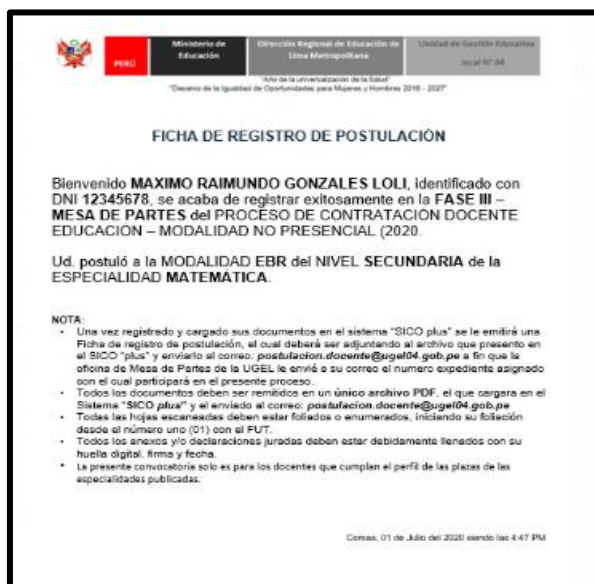 PERÚ
Ministerio de
Educación
Dirección Regional de Educación de
Lima Metropolitana
Unidad de Gestión Educativa
local N° 04
"Año de la universalización de la Salud"
"Decenio de la Igualdad de Oportunidades para Mujeres y Hombres 2018 - 2027"
FICHA DE REGISTRO DE POSTULACIÓN
Bienvenido MAXIMO RAIMUNDO GONZALES LOLI, identificado con
DNI 12345678, se acaba de registrar exitosamente en la FASE III –
MESA DE PARTES del PROCESO DE CONTRATACIÓN DOCENTE
EDUCACIÓN – MODALIDAD NO PRESENCIAL (2020.
Ud. postuló a la MODALIDAD EBR del NIVEL SECUNDARIA de la
ESPECIALIDAD MATEMÁTICA.
NOTA:
• Una vez registrado y cargado sus documentos en el sistema "SICO plus" se le emitirá una
Ficha de registro de postulación, el cual deberá ser adjuntando al archivo que presento en
el SICO "plus" y enviarlo al correo: postulacion.docente@ugel04.gob.pe a fin que la
oficina de Mesa de Partes de la UGEL le envié a su correo el numero expediente asignado
con el cual participará en el presente proceso.
• Todos los documentos deben ser remitidos en un único archivo PDF, el que cargara en el
Sistema "SICO plus" y el enviado al correo: postulacion.docente@ugel04.gob.pe
• Todas las hojas escaneadas deben estar foliados o enumerados, iniciando su foliación
desde el número uno (01) con el FUT.
• Todos los anexos y/o declaraciones juradas deben estar debidamente llenados con su
huella digital, firma y fecha.
• La presente convocatoria solo es para los docentes que cumplan el perfil de las plazas de las
especialidades publicadas.
Comas, 01 de Julio del 2020 siendo las 4:47 PM